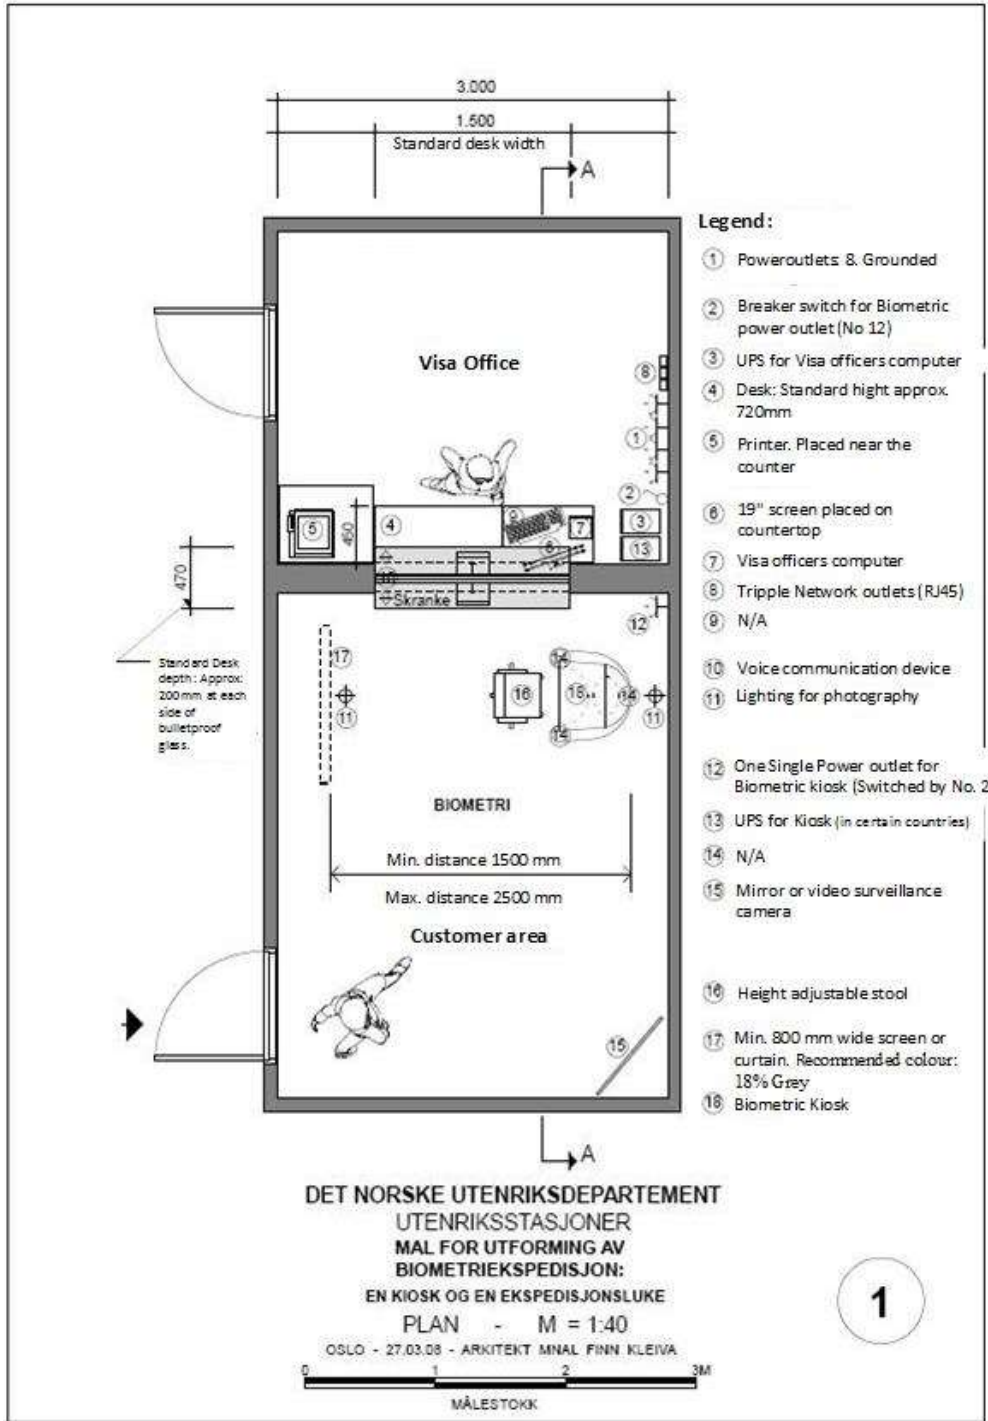 3.000
1.500
Standard desk width
A
Legend:
1 Poweroutlets: 8. Grounded
2 Breaker switch for Biometric
power outlet (No 12)
3 UPS for Visa officers computer
4 Desk: Standard hight approx.
720mm
5 Printer. Placed near the
counter
6 19" screen placed on
countertop
7 Visa officers computer
8 Tripple Network outlets (RJ45)
9 N/A
10 Voice communication device
11 Lighting for photography
12 One Single Power outlet for
Biometric kiosk (Switched by No. 2
13 UPS for Kiosk (in certain countries)
14 N/A
15 Mirror or video surveillance
camera
16 Height adjustable stool
17 Min. 800 mm wide screen or
curtain. Recommended colour:
18% Grey
18 Biometric Kiosk
Visa Office
8
1
2
3
13
5
450
4
9
7
6
10
Skranke
470
Standard Desk
depth: Approx:
200mm at each
side of
bulletproof
glass.
12
17
11
16
14
18
14
14
11
BIOMETRI
Min. distance 1500 mm
Max. distance 2500 mm
Customer area
15
A
DET NORSKE UTENRIKSDEPARTEMENT
UTENRIKSSTASJONER
MAL FOR UTFORMING AV
BIOMETRIEKSPEDISJON:
EN KIOSK OG EN EKSPEDISJONSLUKE
PLAN - M = 1:40
OSLO - 27.03.08 - ARKITEKT MNAL FINN KLEIVA
0 1 2 3M
MÅLESTOKK
1